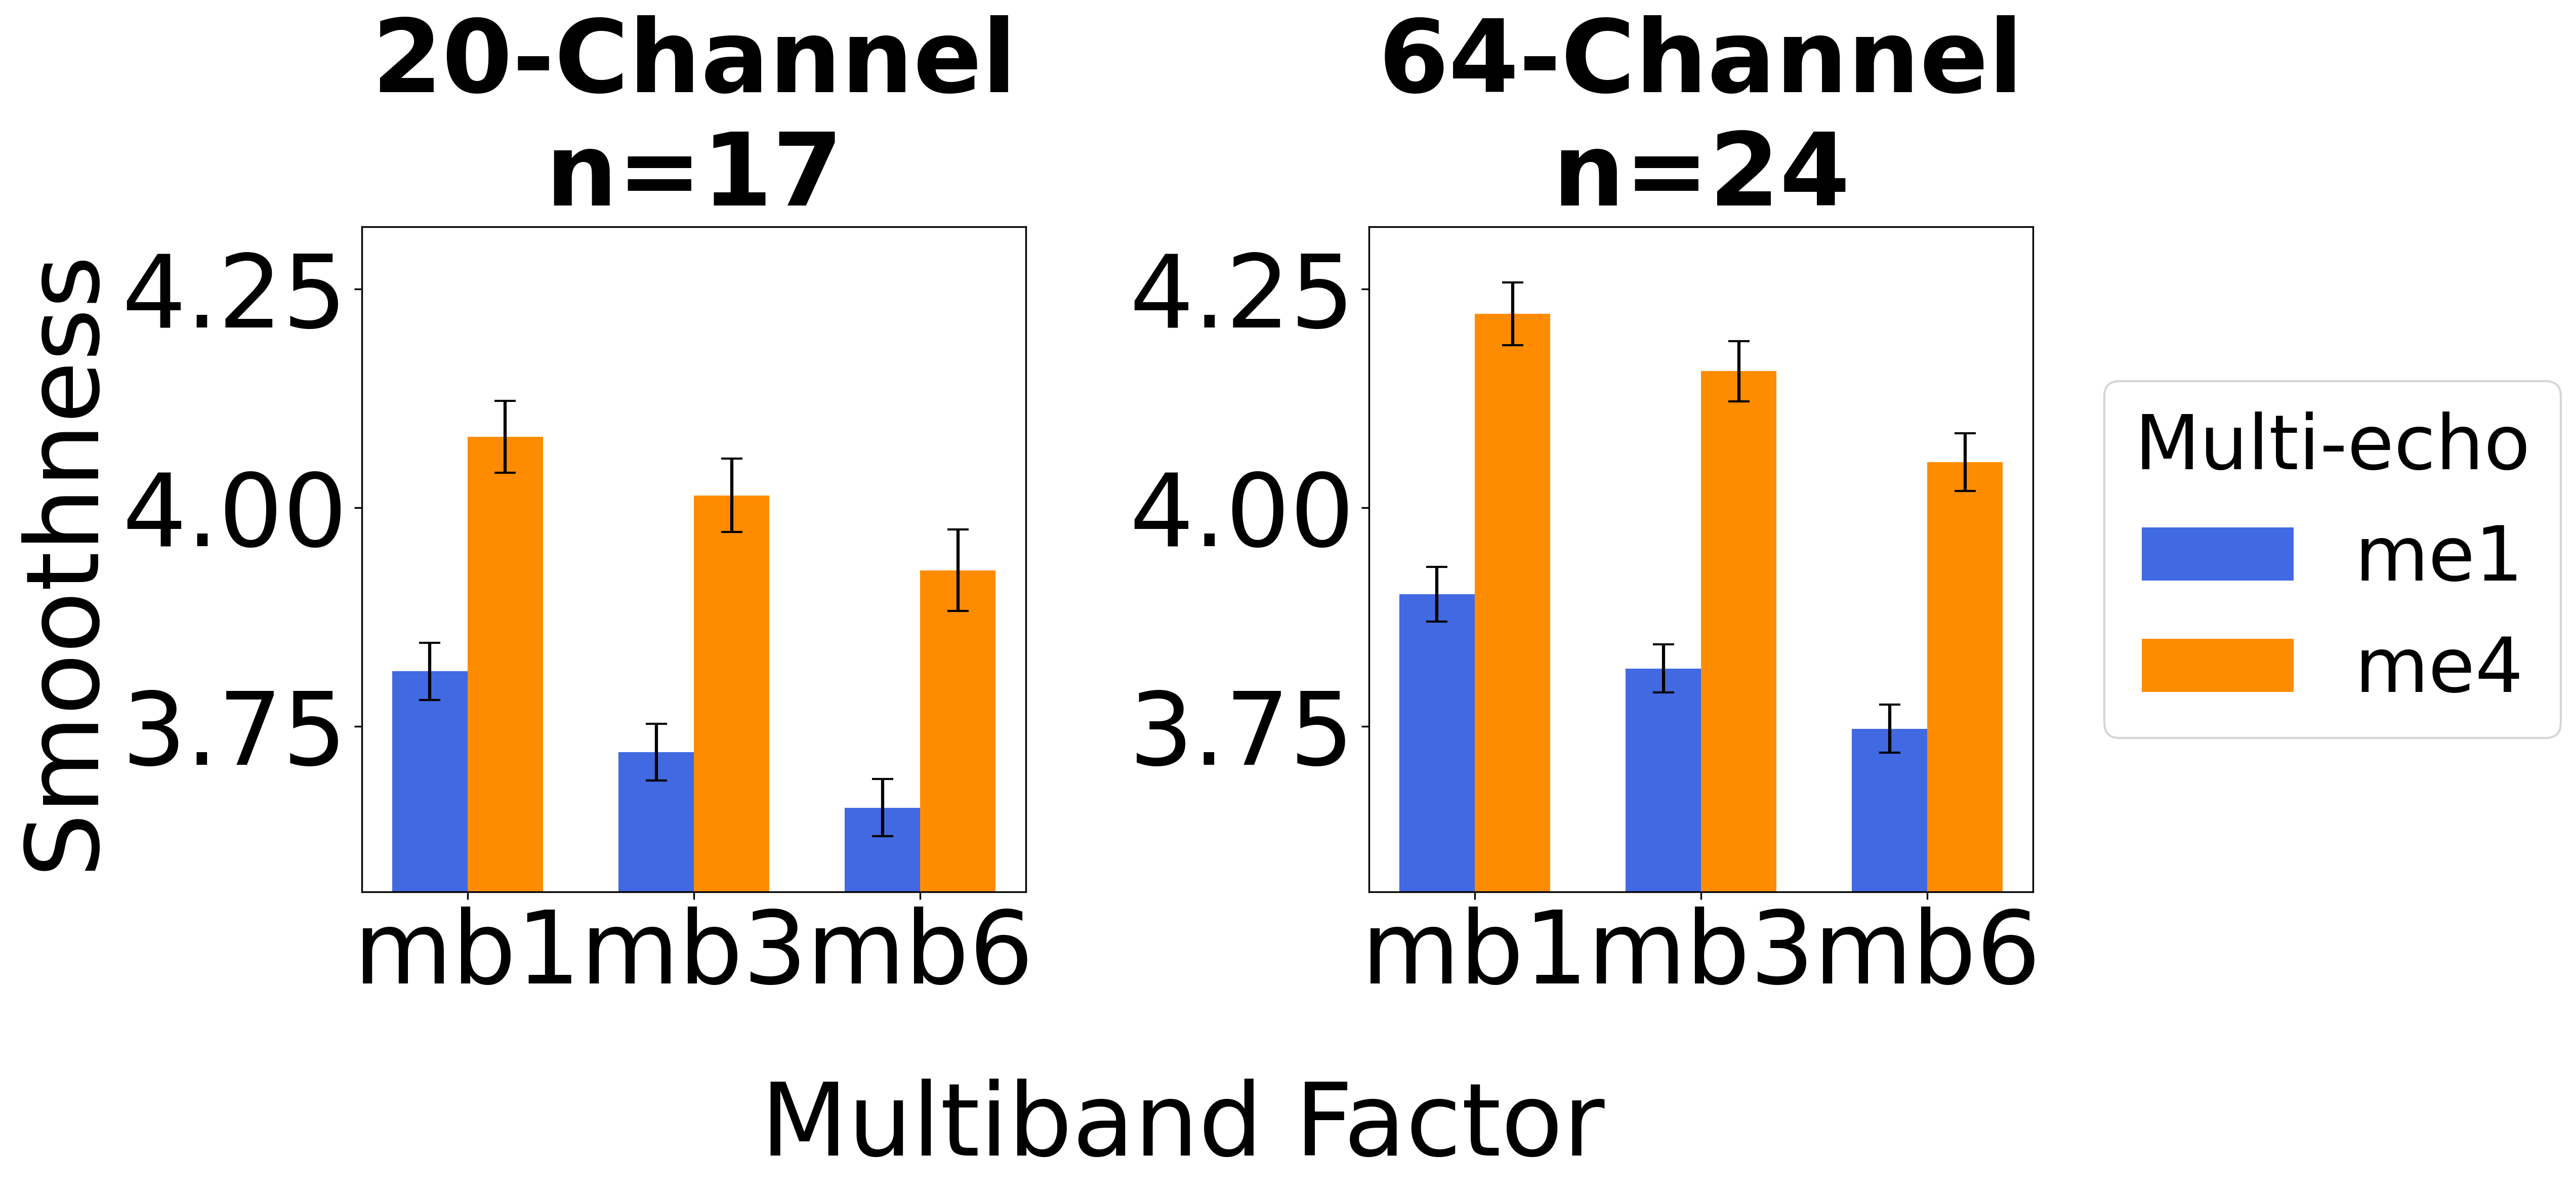 20-Channel
n=17
64-Channel
n=24
Smoothness
4.25
4.00
3.75
mb1 mb3 mb6
4.25
4.00
3.75
mb1 mb3 mb6
Multiband Factor
Multi-echo
me1
me4